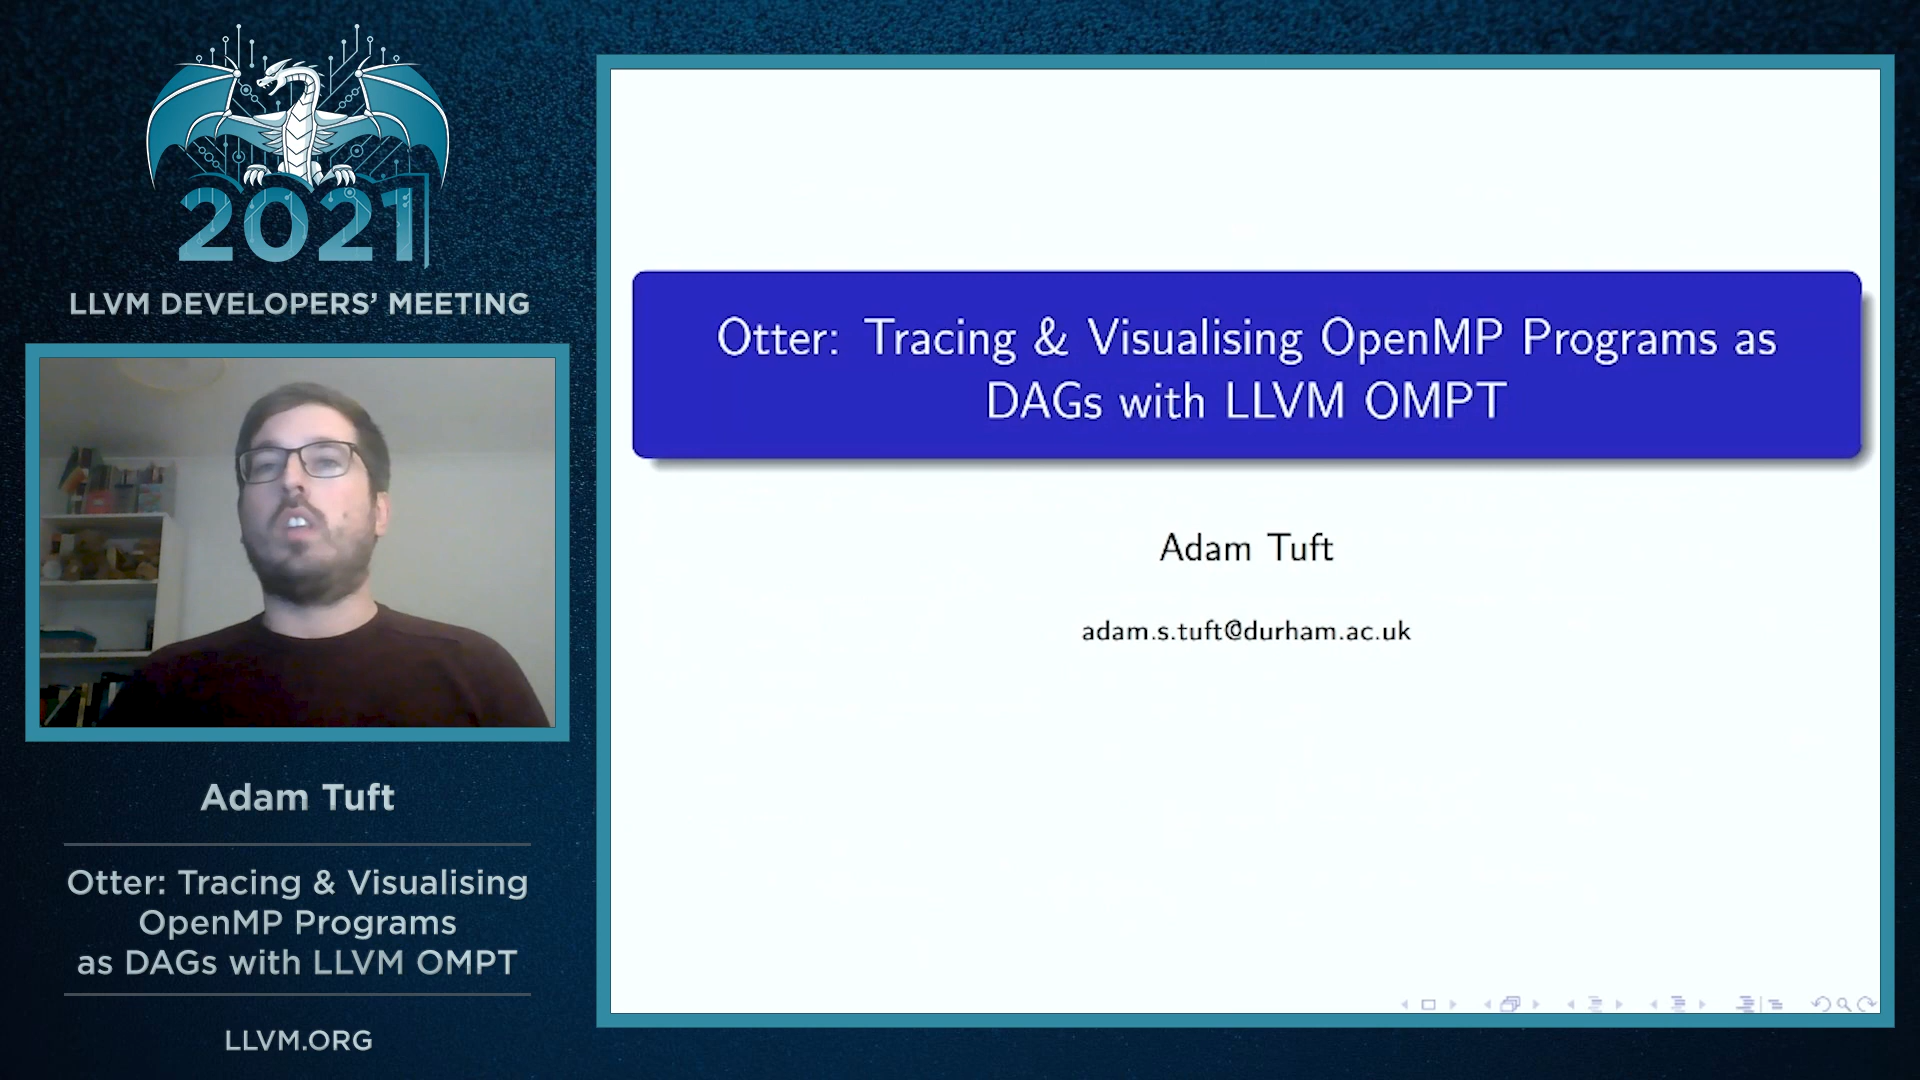 2021
LLVM DEVELOPERS’ MEETING
Adam Tuft
Otter: Tracing & Visualising
OpenMP Programs
as DAGs with LLVM OMPT
LLVM.ORG
Otter: Tracing & Visualising OpenMP Programs as
DAGs with LLVM OMPT
Adam Tuft
adam.s.tuft@durham.ac.uk